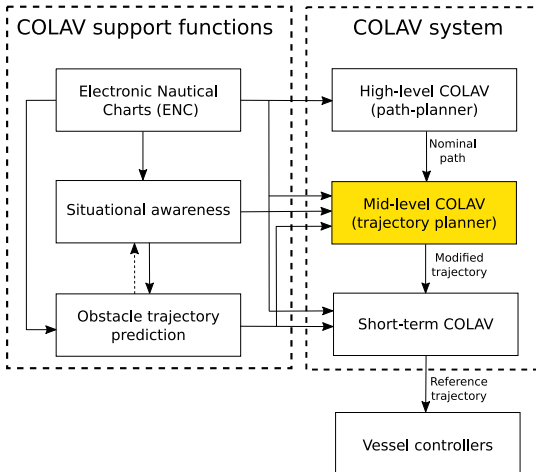 COLAV support functions
COLAV system
Electronic Nautical
Charts (ENC)
High-level COLAV
(path-planner)
Nominal
path
Situational awareness
Mid-level COLAV
(trajectory planner)
Modified
trajectory
Obstacle trajectory
prediction
Short-term COLAV
Reference
trajectory
Vessel controllers